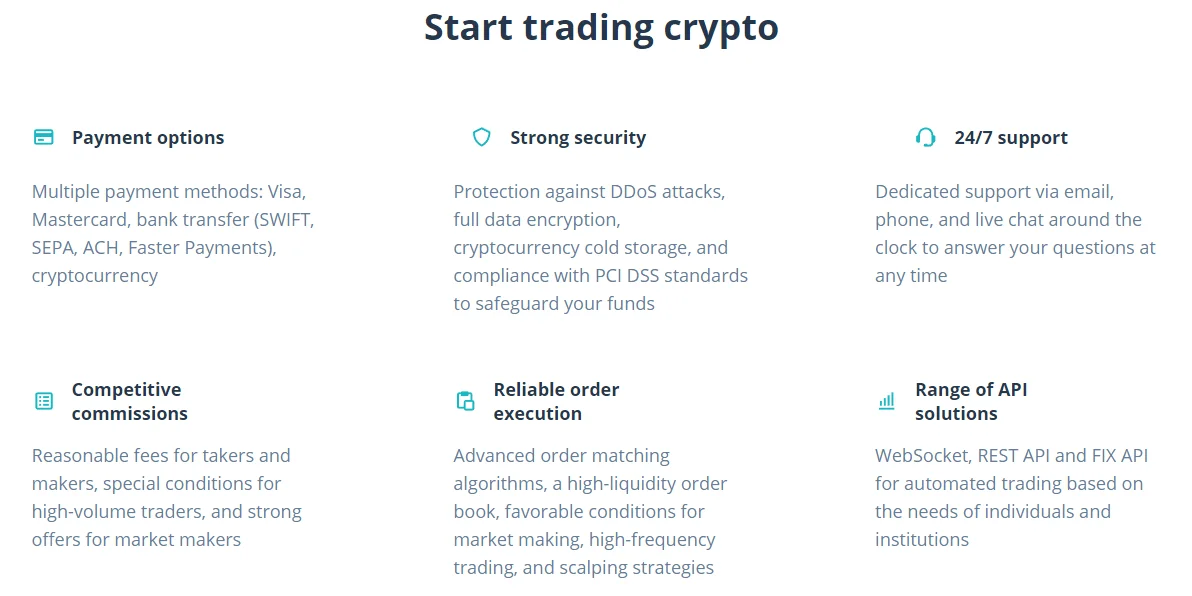 Start trading crypto
Payment options
Multiple payment methods: Visa,
Mastercard, bank transfer (SWIFT,
SEPA, ACH, Faster Payments),
cryptocurrency
Strong security
Protection against DDoS attacks,
full data encryption,
cryptocurrency cold storage, and
compliance with PCI DSS standards
to safeguard your funds
24/7 support
Dedicated support via email,
phone, and live chat around the
clock to answer your questions at
any time
Competitive
commissions
Reasonable fees for takers and
makers, special conditions for
high-volume traders, and strong
offers for market makers
Reliable order
execution
Advanced order matching
algorithms, a high-liquidity order
book, favorable conditions for
market making, high-frequency
trading, and scalping strategies
Range of API
solutions
WebSocket, REST API and FIX API
for automated trading based on
the needs of individuals and
institutions